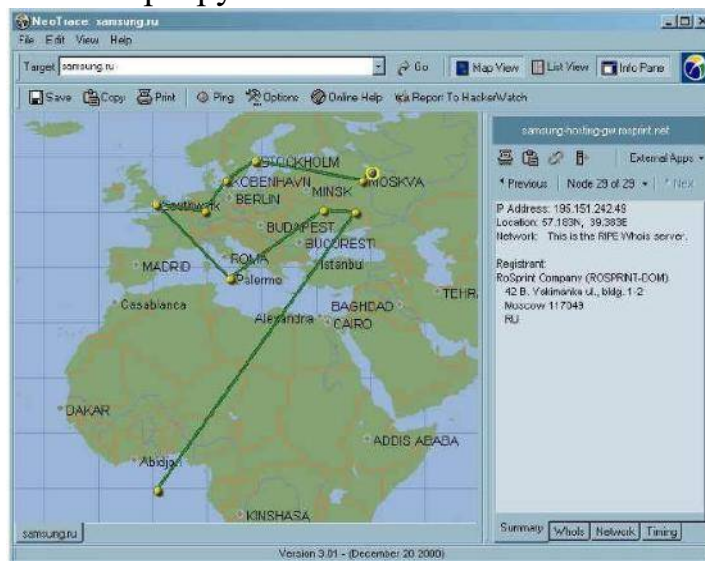 NeoTrace: samsung.ru
File Edit View Help
Target samsung.ru Go Map View List View Info Pane
Save Copy Print Ping Options Online Help Report To HackerWatch
samsung-hosting-gw.rosprint.net
External Apps
Previous Node 29 of 29 Nex
IP Address: 195.151.242.49
Location: 57.183N, 39.383E
Network: This is the RIPE Whois server.
Registrant:
RoSprint Company (ROSPRINT-DOM)
42 B. Yakimanka ul., bldg. 1-2
Moscow 117049
RU
STOCKHOLM
KOBENHAVN
MOSKVA
MINSK
BERLIN
Southwark
BUDAPEST
BUCURESTI
ROMA
MADRID
Istanbul
Palermo
TEHRA
Casablanca
BAGHDAD
Alexandria
CAIRO
DAKAR
ADDIS ABABA
Abidja
KINSHASA
samsung.ru
Summary Whois Network Timing
Version 3.01 - (December 20 2000)